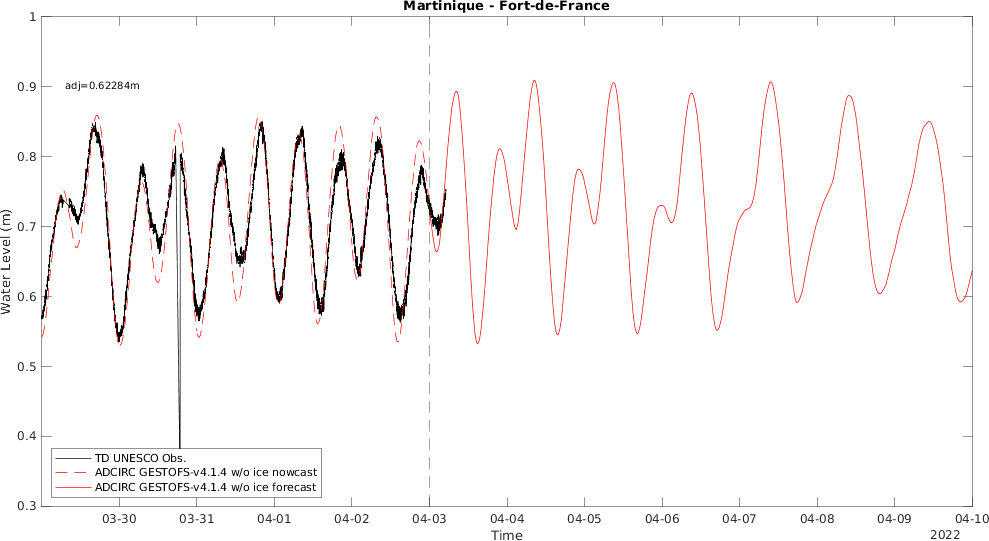 Martinique - Fort-de-France
1
0.9
0.8
0.7
0.6
0.5
0.4
0.3
Water Level (m)
adj=0.62284m
TD UNESCO Obs.
ADCIRC GESTOFS-v4.1.4 w/o ice nowcast
ADCIRC GESTOFS-v4.1.4 w/o ice forecast
03-30 03-31 04-01 04-02 04-03 04-04 04-05 04-06 04-07 04-08 04-09 04-10
Time
2022